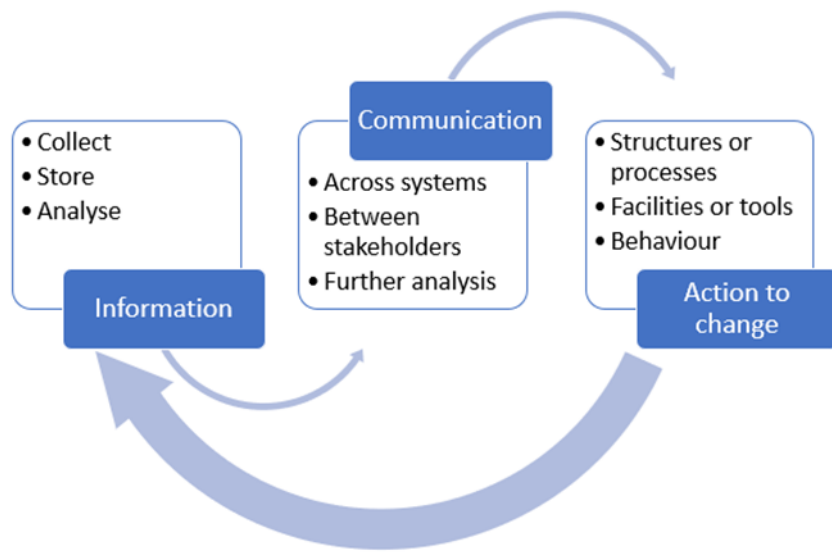 • Collect
• Store
• Analyse
Information
Communication
• Across systems
• Between
stakeholders
• Further analysis
• Structures or
processes
• Facilities or tools
• Behaviour
Action to
change